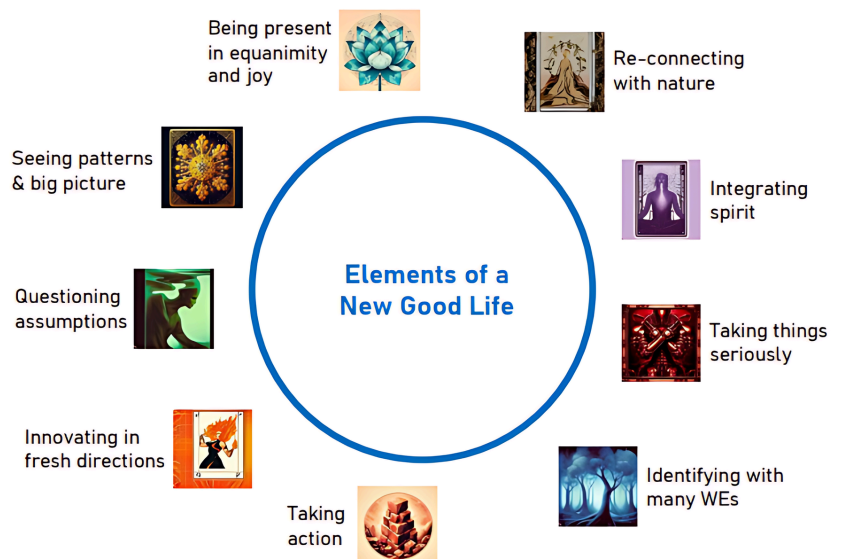 Being present
in equanimity
and joy
Re-connecting
with nature
Seeing patterns
& big picture
Integrating
spirit
Elements of a
New Good Life
Questioning
assumptions
Taking things
seriously
Innovating in
fresh directions
Identifying with
many WEs
Taking
action